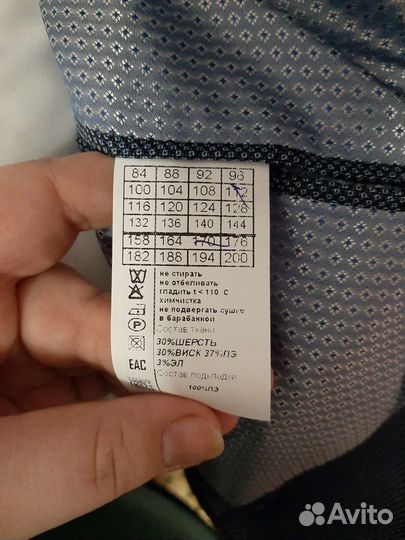 84 88 92 96
100 104 108 112
116 120 124 128
132 136 140 144
158 164 170 176
182 188 194 200
не стирать
не отбеливать
гладить t < 110 C
химчистка
не подвергать сушке
в барабанной
Состав ткани
30%ШЕРСТЬ
30%ВИСК 37%ПЭ
3%ЭЛ
Состав подкладки
100%ПЭ
P
EAC
Avito